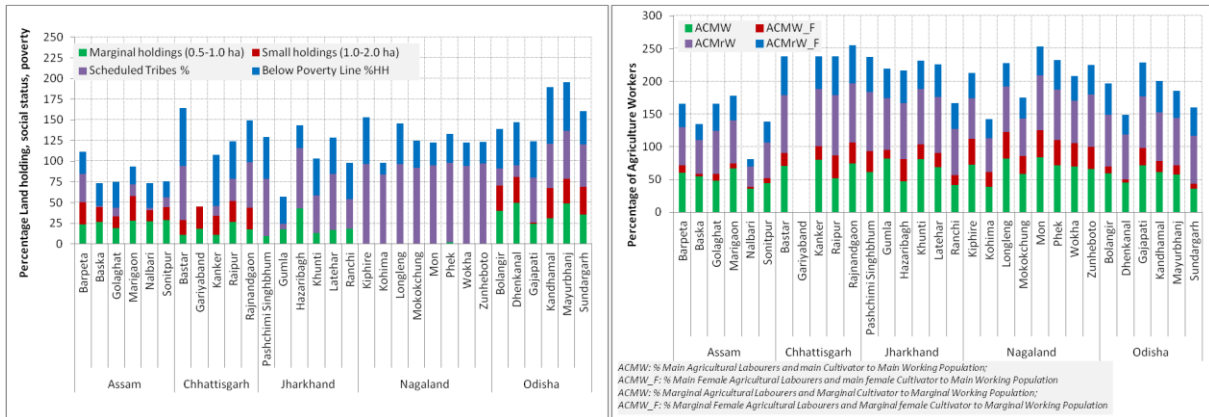 Percentage Land holding, social status, poverty
250
225
200
175
150
125
100
75
50
25
0
Marginal holdings (0.5-1.0 ha)
Small holdings (1.0-2.0 ha)
Scheduled Tribes %
Below Poverty Line %HH
Barpeta
Baska
Golaghat
Marigaon
Nalbari
Sonitpur
Bastar
Gariyaband
Kanker
Raipur
Rajnandgaon
Pashchimi Singhbhum
Gumla
Hazaribagh
Khunti
Latehar
Ranchi
Kiphire
Kohima
Longleng
Mokokchung
Mon
Phek
Wokha
Zunheboto
Bolangir
Dhenkanal
Gajapati
Kandhamal
Mayurbhanj
Sundargarh
Assam
Chhattisgarh
Jharkhand
Nagaland
Odisha
Percentage of Agriculture Workers
300
250
200
150
100
50
0
ACMW
ACMW_F
ACMrW
ACMrW_F
Barpeta
Baska
Golaghat
Marigaon
Nalbari
Sonitpur
Bastar
Gariyaband
Kanker
Raipur
Rajnandgaon
Pashchimi Singhbhum
Gumla
Hazaribagh
Khunti
Latehar
Ranchi
Kiphire
Kohima
Longleng
Mokokchung
Mon
Phek
Wokha
Zunheboto
Bolangir
Dhenkanal
Gajapati
Kandhamal
Mayurbhanj
Sundargarh
Assam
Chhattisgarh
Jharkhand
Nagaland
Odisha
ACMW: % Main Agricultural Labourers and main Cultivator to Main Working Population;
ACMW_F: % Main Female Agricultural Labourers and main female Cultivator to Main Working Population
ACMW: % Marginal Agricultural Labourers and Marginal Cultivator to Marginal Working Population;
ACMW_F: % Marginal Female Agricultural Labourers and Marginal female Cultivator to Marginal Working Population